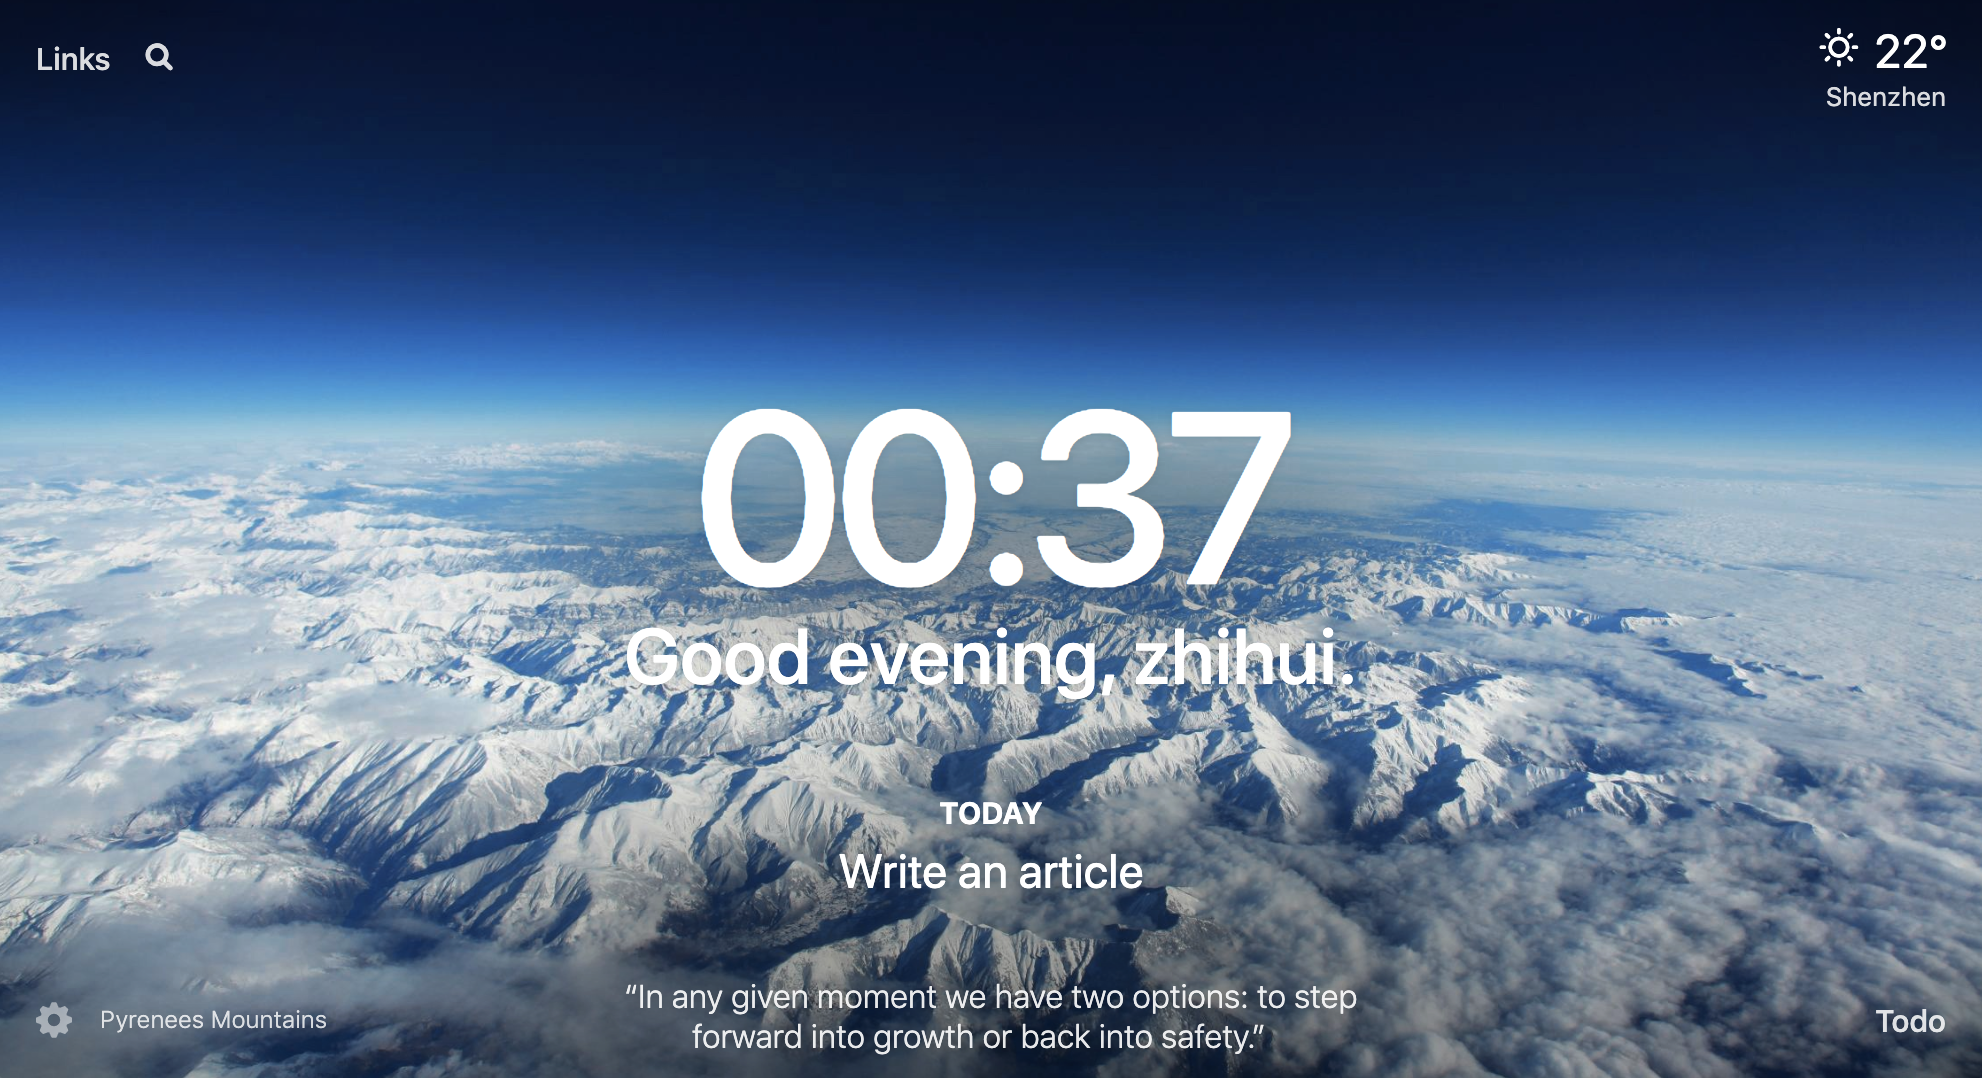 Links
22°
Shenzhen
00:37
Good evening, zhihui.
TODAY
Write an article
“In any given moment we have two options: to step
forward into growth or back into safety.”
Pyrenees Mountains
Todo